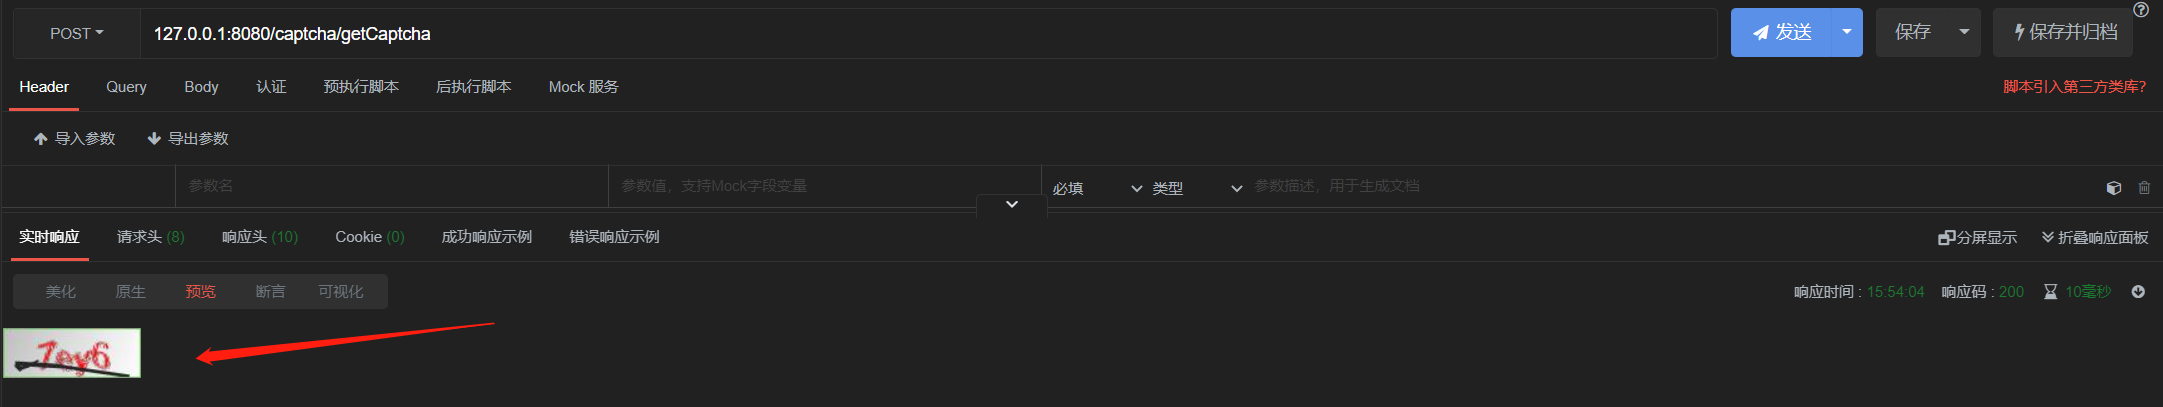 POST 127.0.0.1:8080/captcha/getCaptcha 发送 保存 保存并归档
Header Query Body 认证 预执行脚本 后执行脚本 Mock 服务 脚本引入第三方类库?
导入参数 导出参数
参数名 参数值，支持Mock字段变量 必填 类型 参数描述，用于生成文档
实时响应 请求头 (8) 响应头 (10) Cookie (0) 成功响应示例 错误响应示例 分屏显示 折叠响应面板
美化 原生 预览 断言 可视化 响应时间 : 15:54:04 响应码 : 200 10毫秒